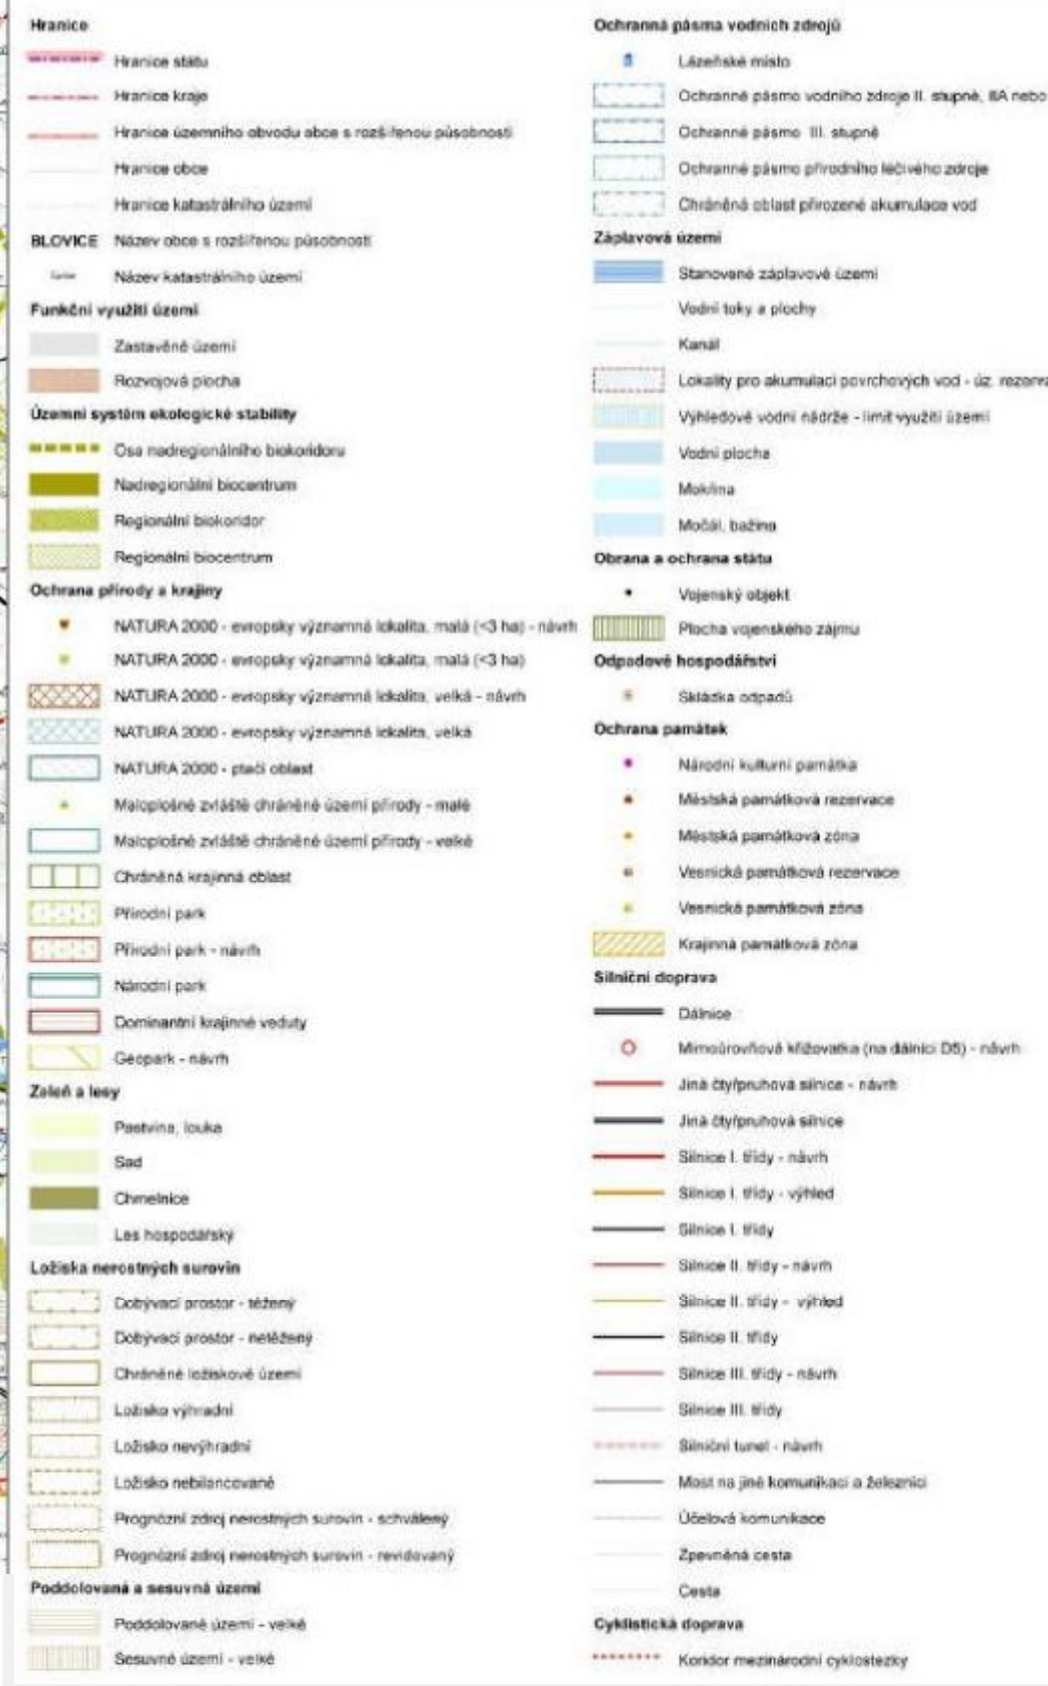 Hranice
Hranice státu
Hranice kraje
Hranice územního obvodu obce s rozšířenou působností
Hranice obce
Hranice katastrálního území
BLOVICE Název obce s rozšířenou působností
Název katastrálního území
Funkční využití území
Zastavěné území
Rozvojová plocha
Územní systém ekologické stability
Osa nadregionálního biokoridoru
Nadregionální biocentrum
Regionální biokoridor
Regionální biocentrum
Ochrana přírody a krajiny
NATURA 2000 - evropsky významná lokalita, malá (<3 ha) - návrh
NATURA 2000 - evropsky významná lokalita, malá (<3 ha)
NATURA 2000 - evropsky významná lokalita, velká - návrh
NATURA 2000 - evropsky významná lokalita, velká
NATURA 2000 - ptačí oblast
Maloplošné zvláště chráněné území přírody - malé
Maloplošné zvláště chráněné území přírody - velké
Chráněná krajinná oblast
Přírodní park
Přírodní park - návrh
Národní park
Dominantní krajinné veduty
Geopark - návrh
Zeleň a lesy
Pastvina, louka
Sad
Chmelnice
Les hospodářský
Ložiska nerostných surovin
Dobývací prostor - těžený
Dobývací prostor - netěžený
Chráněné ložiskové území
Ložisko výhradní
Ložisko nevýhradní
Ložisko nebilancované
Prognózní zdroj nerostných surovin - schválený
Prognózní zdroj nerostných surovin - revidovaný
Poddolovaná a sesuvná území
Poddolované území - velké
Sesuvné území - velké
Ochranná pásma vodních zdrojů
Lázeňské místo
Ochranné pásmo vodního zdroje II. stupně, IIA nebo
Ochranné pásmo III. stupně
Ochranné pásmo přírodního léčivého zdroje
Chráněná oblast přirozené akumulace vod
Záplavová území
Stanovené záplavové území
Vodní toky a plochy
Kanál
Lokality pro akumulaci povrchových vod - úz. rezerva
Výhledové vodní nádrže - limit využití území
Vodní plocha
Mokřina
Močál, bažina
Obrana a ochrana státu
Vojenský objekt
Plocha vojenského zájmu
Odpadové hospodářství
Skládka odpadů
Ochrana památek
Národní kulturní památka
Městská památková rezervace
Městská památková zóna
Vesnická památková rezervace
Vesnická památková zóna
Krajinná památková zóna
Silniční doprava
Dálnice
Mimoúrovňová křižovatka (na dálnici D5) - návrh
Jiná čtyřpruhová silnice - návrh
Jiná čtyřpruhová silnice
Silnice I. třídy - návrh
Silnice I. třídy - výhled
Silnice I. třídy
Silnice II. třídy - návrh
Silnice II. třídy - výhled
Silnice II. třídy
Silnice III. třídy - návrh
Silnice III. třídy
Silniční tunel - návrh
Most na jiné komunikaci a železnici
Účelová komunikace
Zpevněná cesta
Cesta
Cyklistická doprava
Koridor mezinárodní cyklostezky